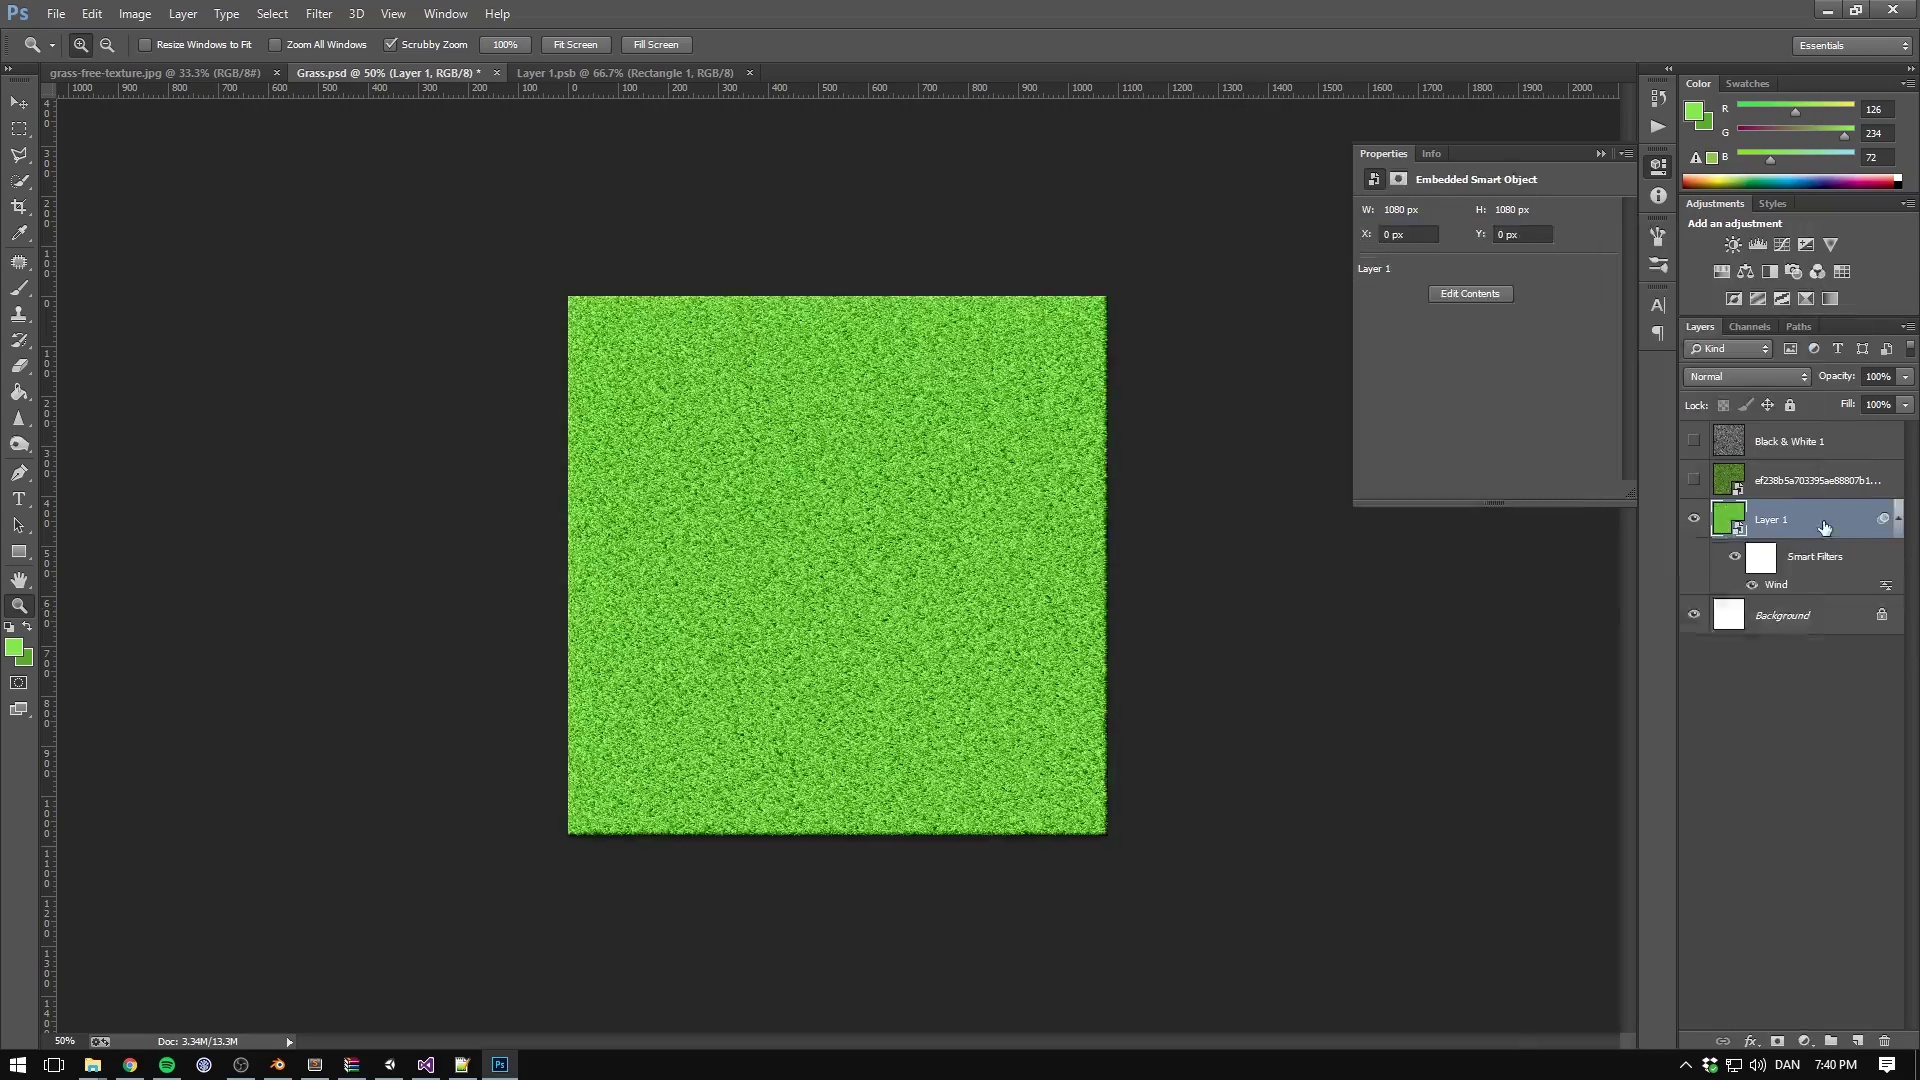 Ps File Edit Image Layer Type Select Filter 3D View Window Help
Resize Windows to Fit Zoom All Windows Scrubby Zoom 100% Fit Screen Fill Screen Essentials
grass-free-texture.jpg @ 33.3% (RGB/8#) × Grass.psd @ 50% (Layer 1, RGB/8) * × Layer 1.psb @ 66.7% (Rectangle 1, RGB/8) ×
1000 900 800 700 600 500 400 300 200 100 0 100 200 300 400 500 600 700 800 900 1000 1100 1200 1300 1400 1500 1600 1700 1800 1900 2000
Color Swatches
R 126
G 234
B 72
Properties Info
Embedded Smart Object
W: 1080 px H: 1080 px
X: 0 px Y: 0 px
Layer 1
Edit Contents
Adjustments Styles
Add an adjustment
Layers Channels Paths
Kind
Normal Opacity: 100%
Lock: Fill: 100%
Black & White 1
ef238b5a703395ae88807b1...
Layer 1
Smart Filters
Wind
Background
50% Doc: 3.34M/13.3M
Ps DAN 7:40 PM